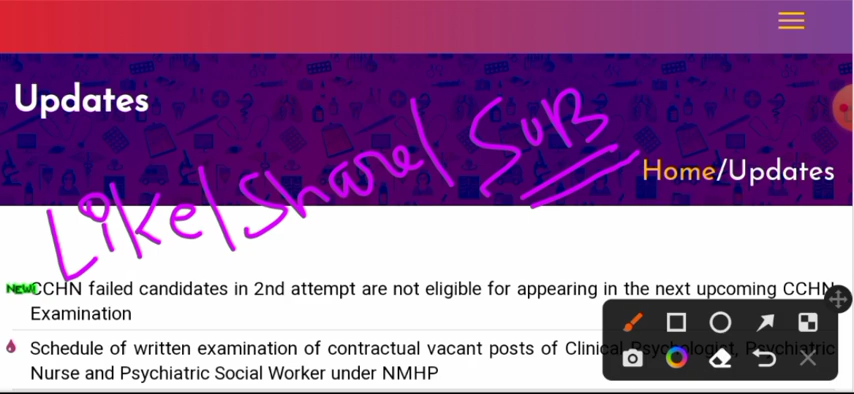 Updates
Like/Share/SUB
Home/Updates
NEW! CCHN failed candidates in 2nd attempt are not eligible for appearing in the next upcoming CCHN
Examination
Schedule of written examination of contractual vacant posts of Clinical Psychologist, Psychiatric
Nurse and Psychiatric Social Worker under NMHP